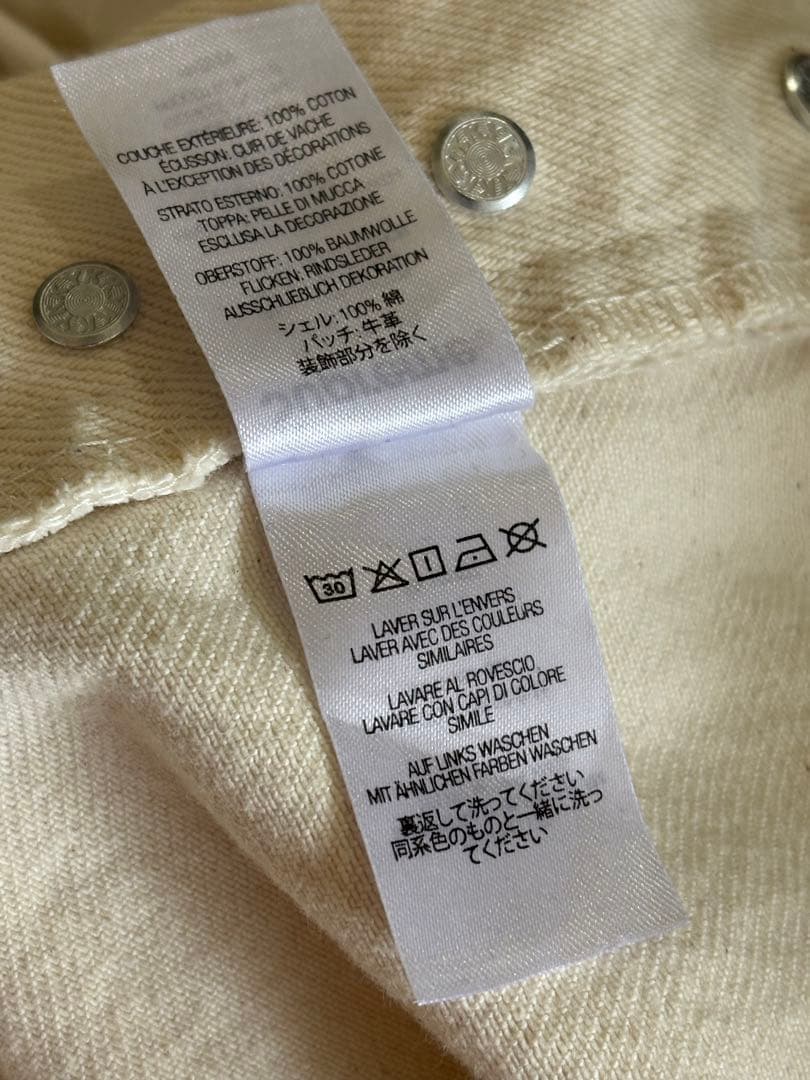 COUCHE EXTÉRIEURE: 100% COTON
ÉCUSSON: CUIR DE VACHE
À L'EXCEPTION DES DÉCORATIONS
STRATO ESTERNO: 100% COTONE
TOPPA: PELLE DI MUCCA
ESCLUSA LA DECORAZIONE
OBERSTOFF: 100% BAUMWOLLE
FLICKEN: RINDSLEDER
AUSSCHLIEBLICH DEKORATION
シェル: 100% 綿
パッチ: 牛革
装飾部分を除く
30
LAVER SUR L'ENVERS
LAVER AVEC DES COULEURS
SIMILAIRES
LAVARE AL ROVESCIO
LAVARE CON CAPI DI COLORE
SIMILE
AUF LINKS WASCHEN
MIT ÄHNLICHEN FARBEN WASCHEN
裏返して洗ってください
同系色のものと一緒に洗っ
てください